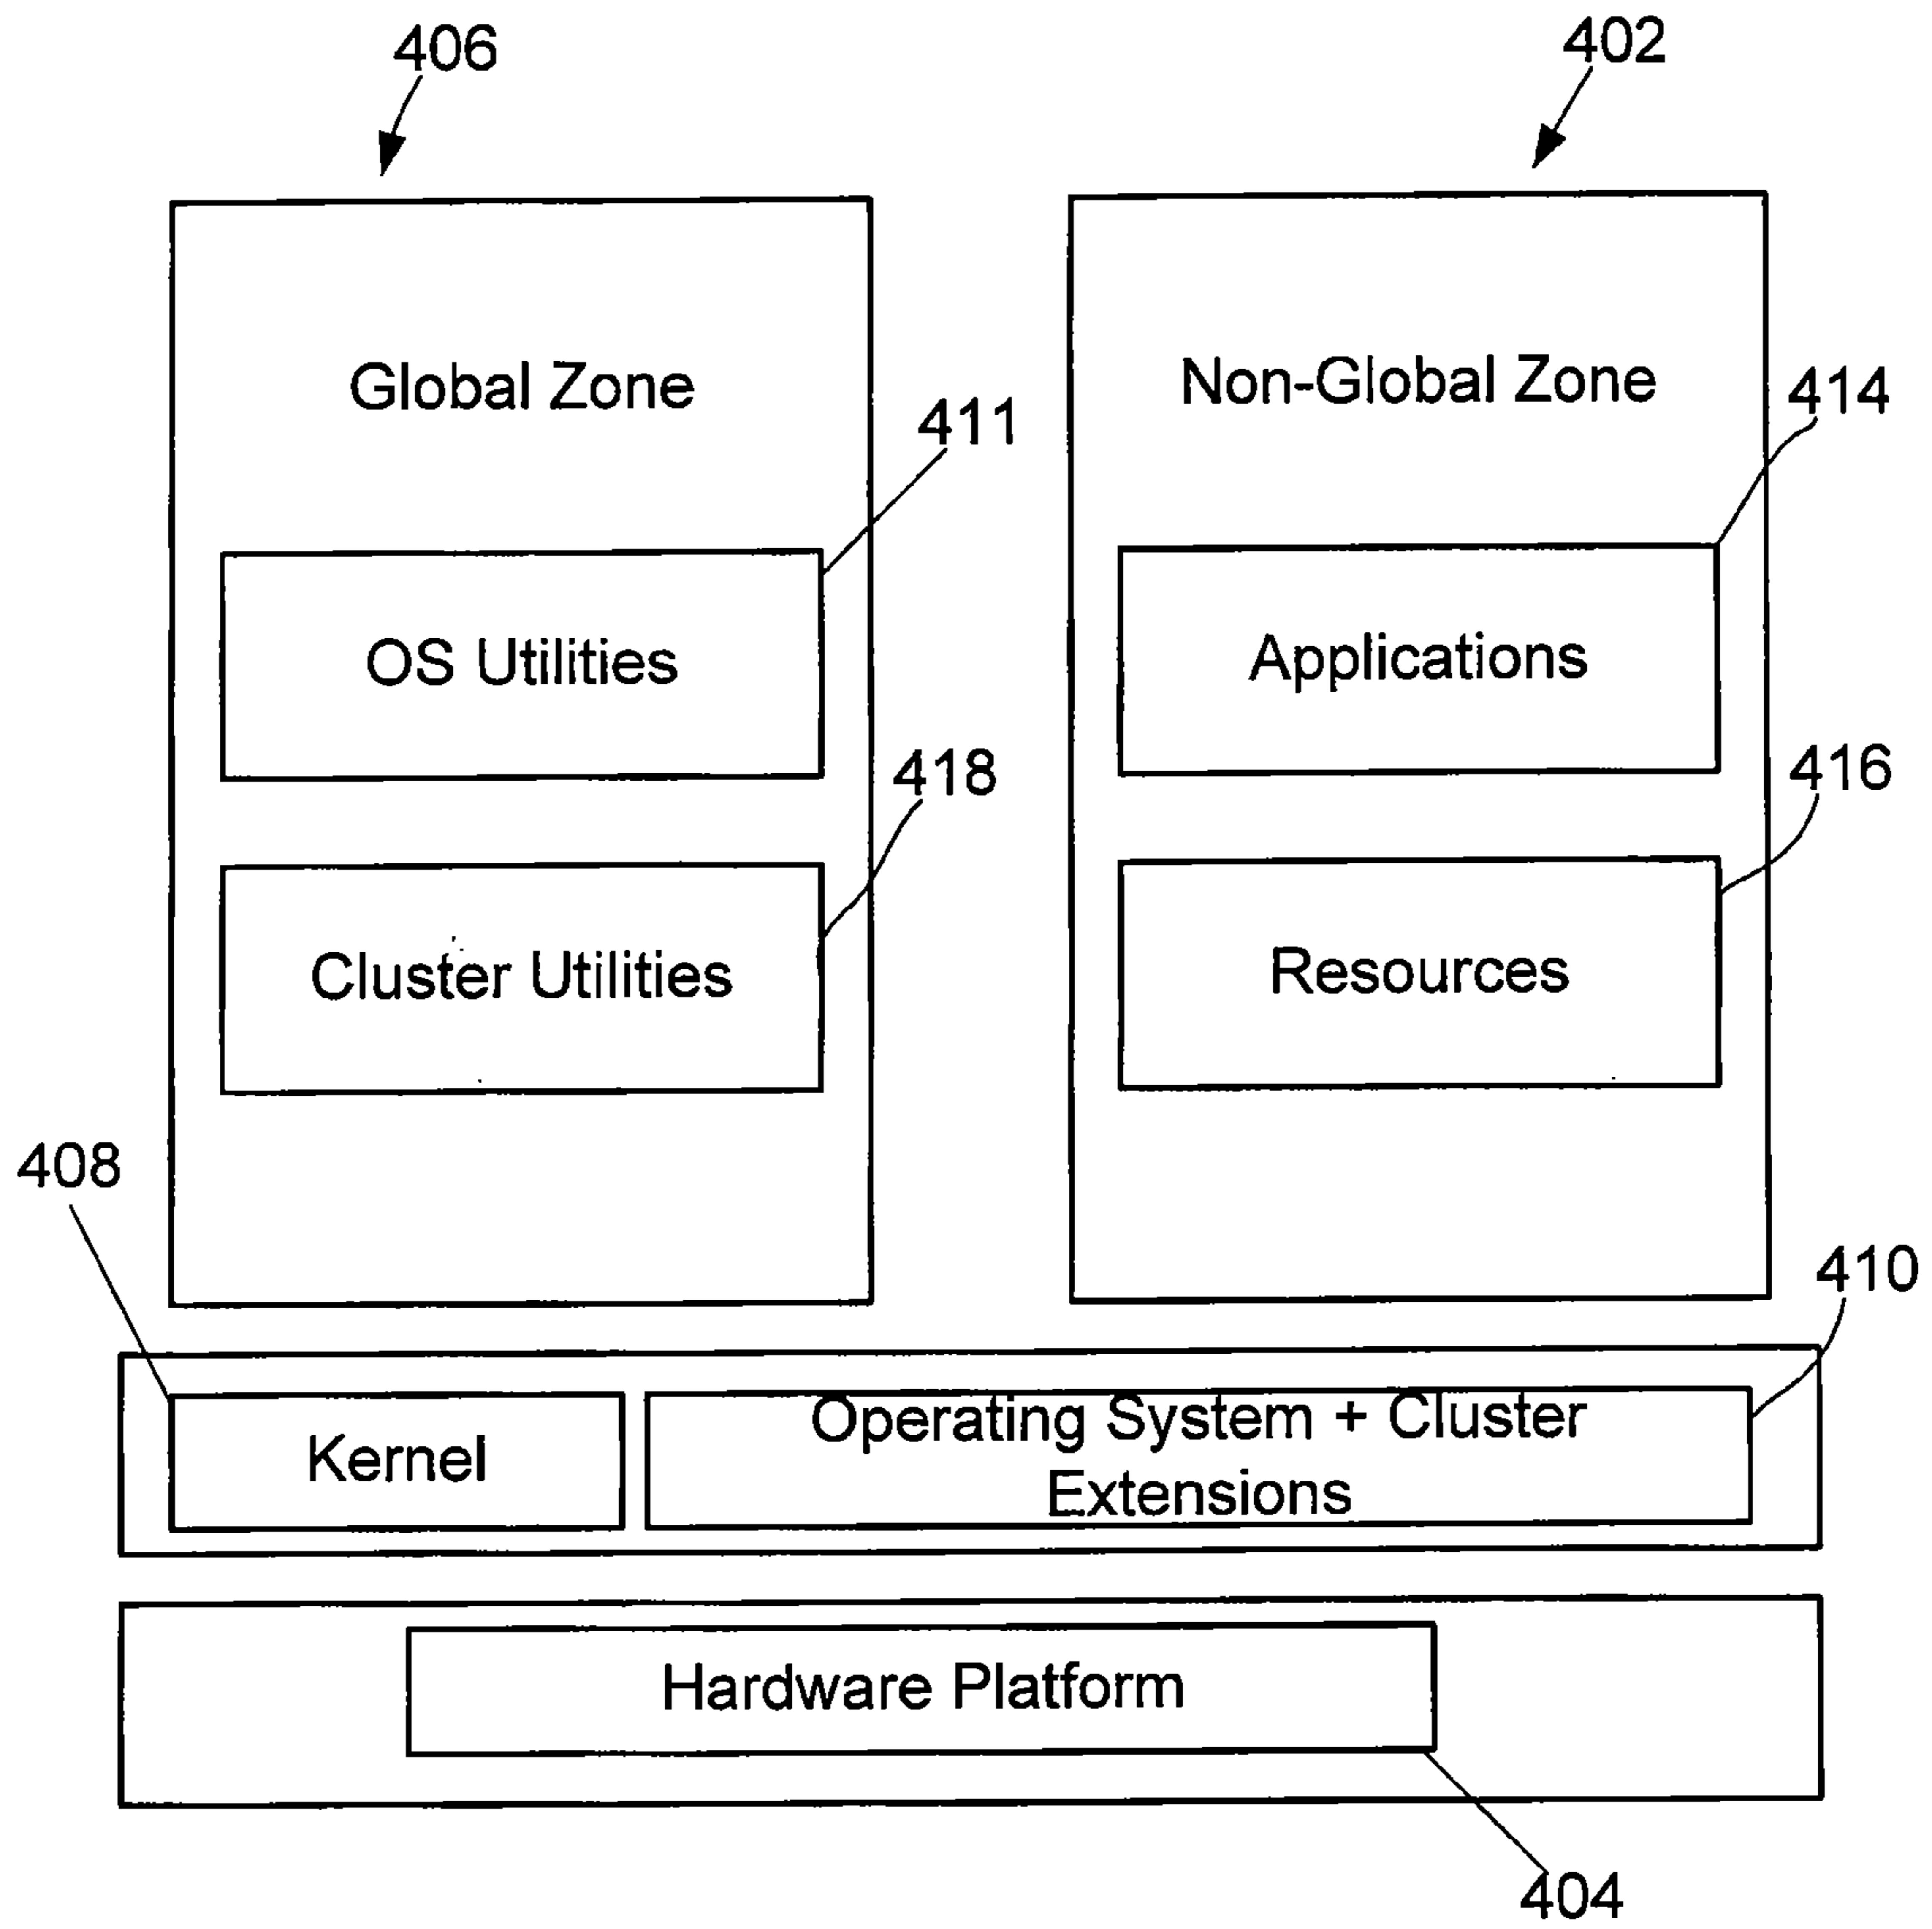 406
402
Global Zone
Non-Global Zone
411
414
OS Utilities
Applications
418
416
Cluster Utilities
Resources
408
410
Kernel
Operating System + Cluster
Extensions
Hardware Platform
404